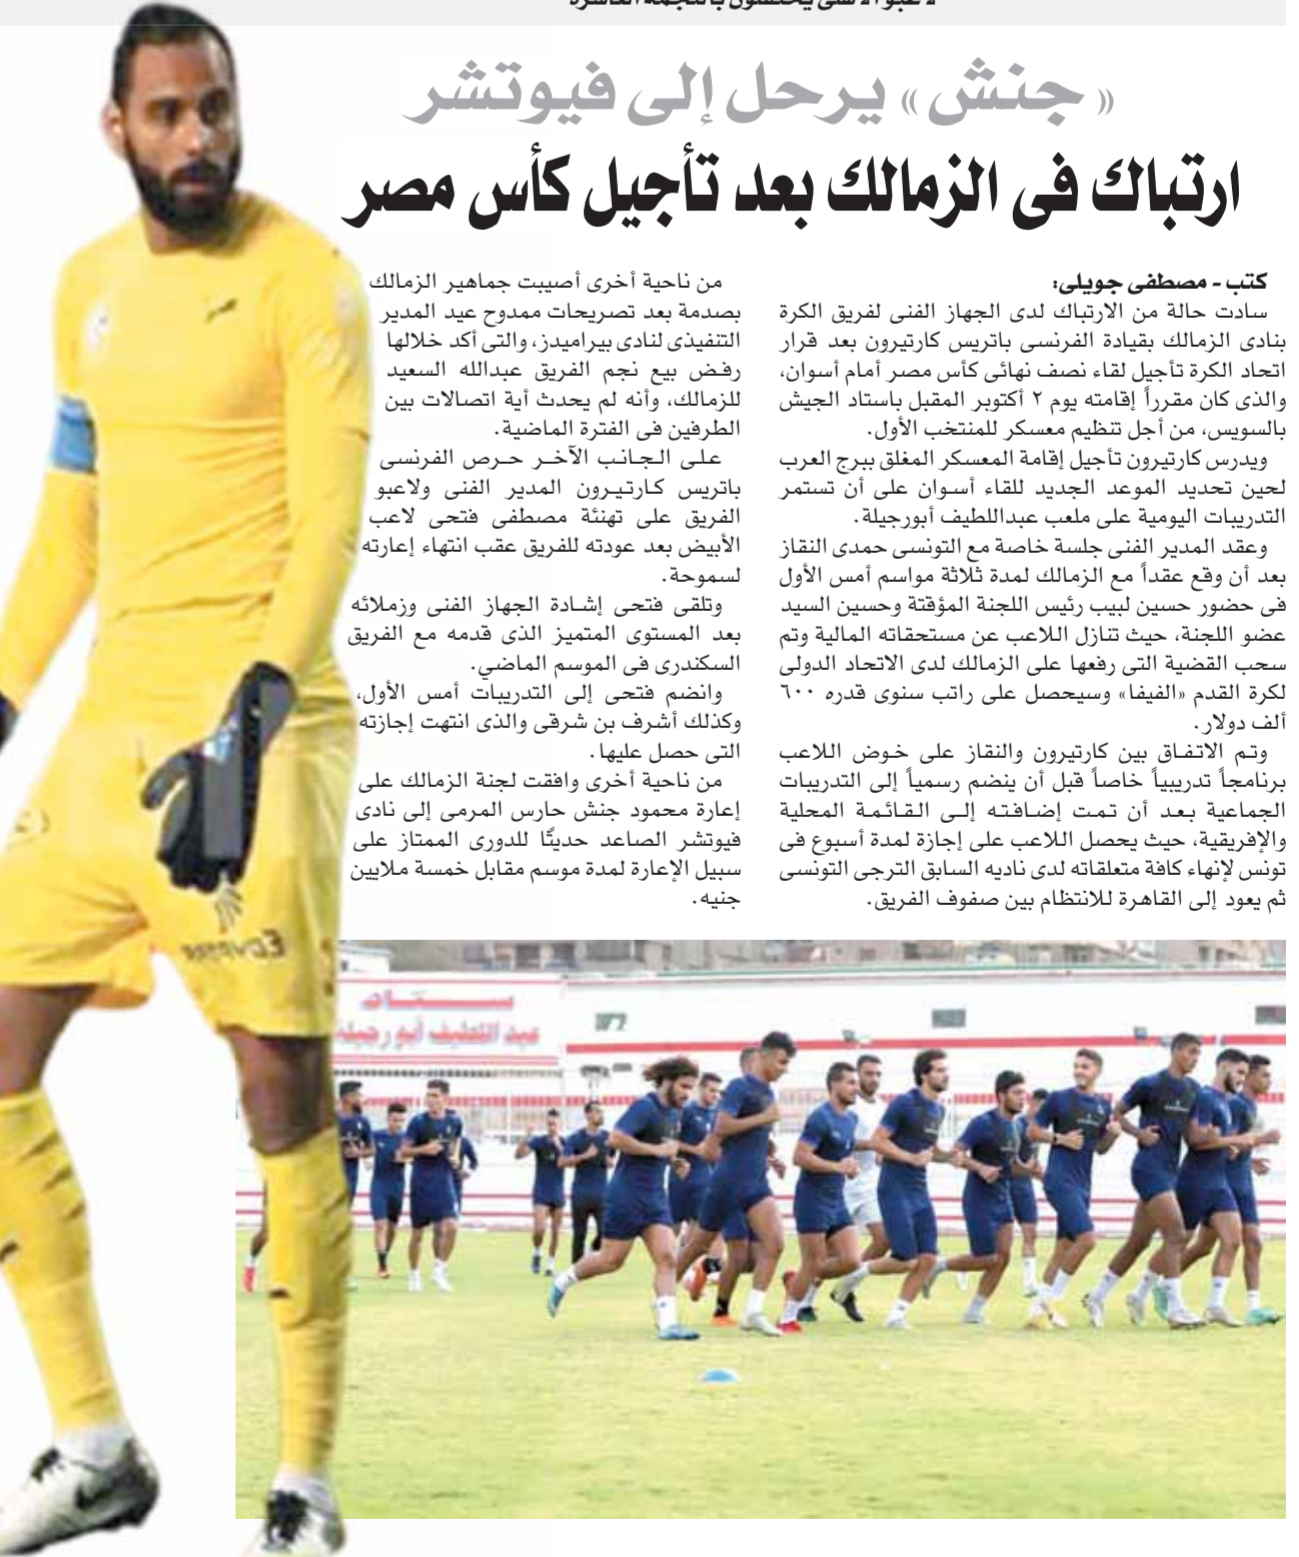 «جنش» يرحل إلى فيوتشر
ارتباك فى الزمالك بعد تأجيل كأس مصر
كتب - مصطفى جويلى:
سادت حالة من الارتباك لدى الجهاز الفنى لفريق الكرة
بنادى الزمالك بقيادة الفرنسى باتريس كارتيرون بعد قرار
اتحاد الكرة تأجيل لقاء نصف نهائى كأس مصر أمام أسوان،
والذى كان مقرراً إقامته يوم ٢ أكتوبر المقبل باستاد الجيش
بالسويس، من أجل تنظيم معسكر للمنتخب الأول.
ويدرس كارتيرون تأجيل إقامة المعسكر المغلق ببرج العرب
لحين تحديد الموعد الجديد للقاء أسوان على أن تستمر
التدريبات اليومية على ملعب عبداللطيف أبورجيلة.
وعقد المدير الفنى جلسة خاصة مع التونسى حمدى النقاز
بعد أن وقع عقداً مع الزمالك لمدة ثلاثة مواسم أمس الأول
فى حضور حسين لبيب رئيس اللجنة المؤقتة وحسين السيد
عضو اللجنة، حيث تنازل اللاعب عن مستحقاته المالية وتم
سحب القضية التى رفعها على الزمالك لدى الاتحاد الدولى
لكرة القدم «الفيفا» وسيحصل على راتب سنوى قدره ٦٠٠
ألف دولار.
وتم الاتفاق بين كارتيرون والنقاز على خوض اللاعب
برنامجاً تدريبياً خاصاً قبل أن ينضم رسمياً إلى التدريبات
الجماعية بعد أن تمت إضافته إلى القائمة المحلية
والإفريقية، حيث يحصل اللاعب على إجازة لمدة أسبوع فى
تونس لإنهاء كافة متعلقاته لدى ناديه السابق الترجى التونسى
ثم يعود إلى القاهرة للانتظام بين صفوف الفريق.
من ناحية أخرى أصيبت جماهير الزمالك
بصدمة بعد تصريحات ممدوح عيد المدير
التنفيذى لنادى بيراميدز، والتى أكد خلالها
رفض بيع نجم الفريق عبدالله السعيد
للزمالك، وأنه لم يحدث أية اتصالات بين
الطرفين فى الفترة الماضية.
على الجانب الآخر حرص الفرنسى
باتريس كارتيرون المدير الفنى ولاعبو
الفريق على تهنئة مصطفى فتحى لاعب
الأبيض بعد عودته للفريق عقب انتهاء إعارته
لسموحة.
وتلقى فتحى إشادة الجهاز الفنى وزملائه
بعد المستوى المتميز الذى قدمه مع الفريق
السكندرى فى الموسم الماضي.
وانضم فتحى إلى التدريبات أمس الأول،
وكذلك أشرف بن شرقى والذى انتهت إجازته
التى حصل عليها.
من ناحية أخرى وافقت لجنة الزمالك على
إعارة محمود جنش حارس المرمى إلى نادى
فيوتشر الصاعد حديثًا للدورى الممتاز على
سبيل الإعارة لمدة موسم مقابل خمسة ملايين
جنيه.
ستاد
عبد اللطيف أبو رجيلة